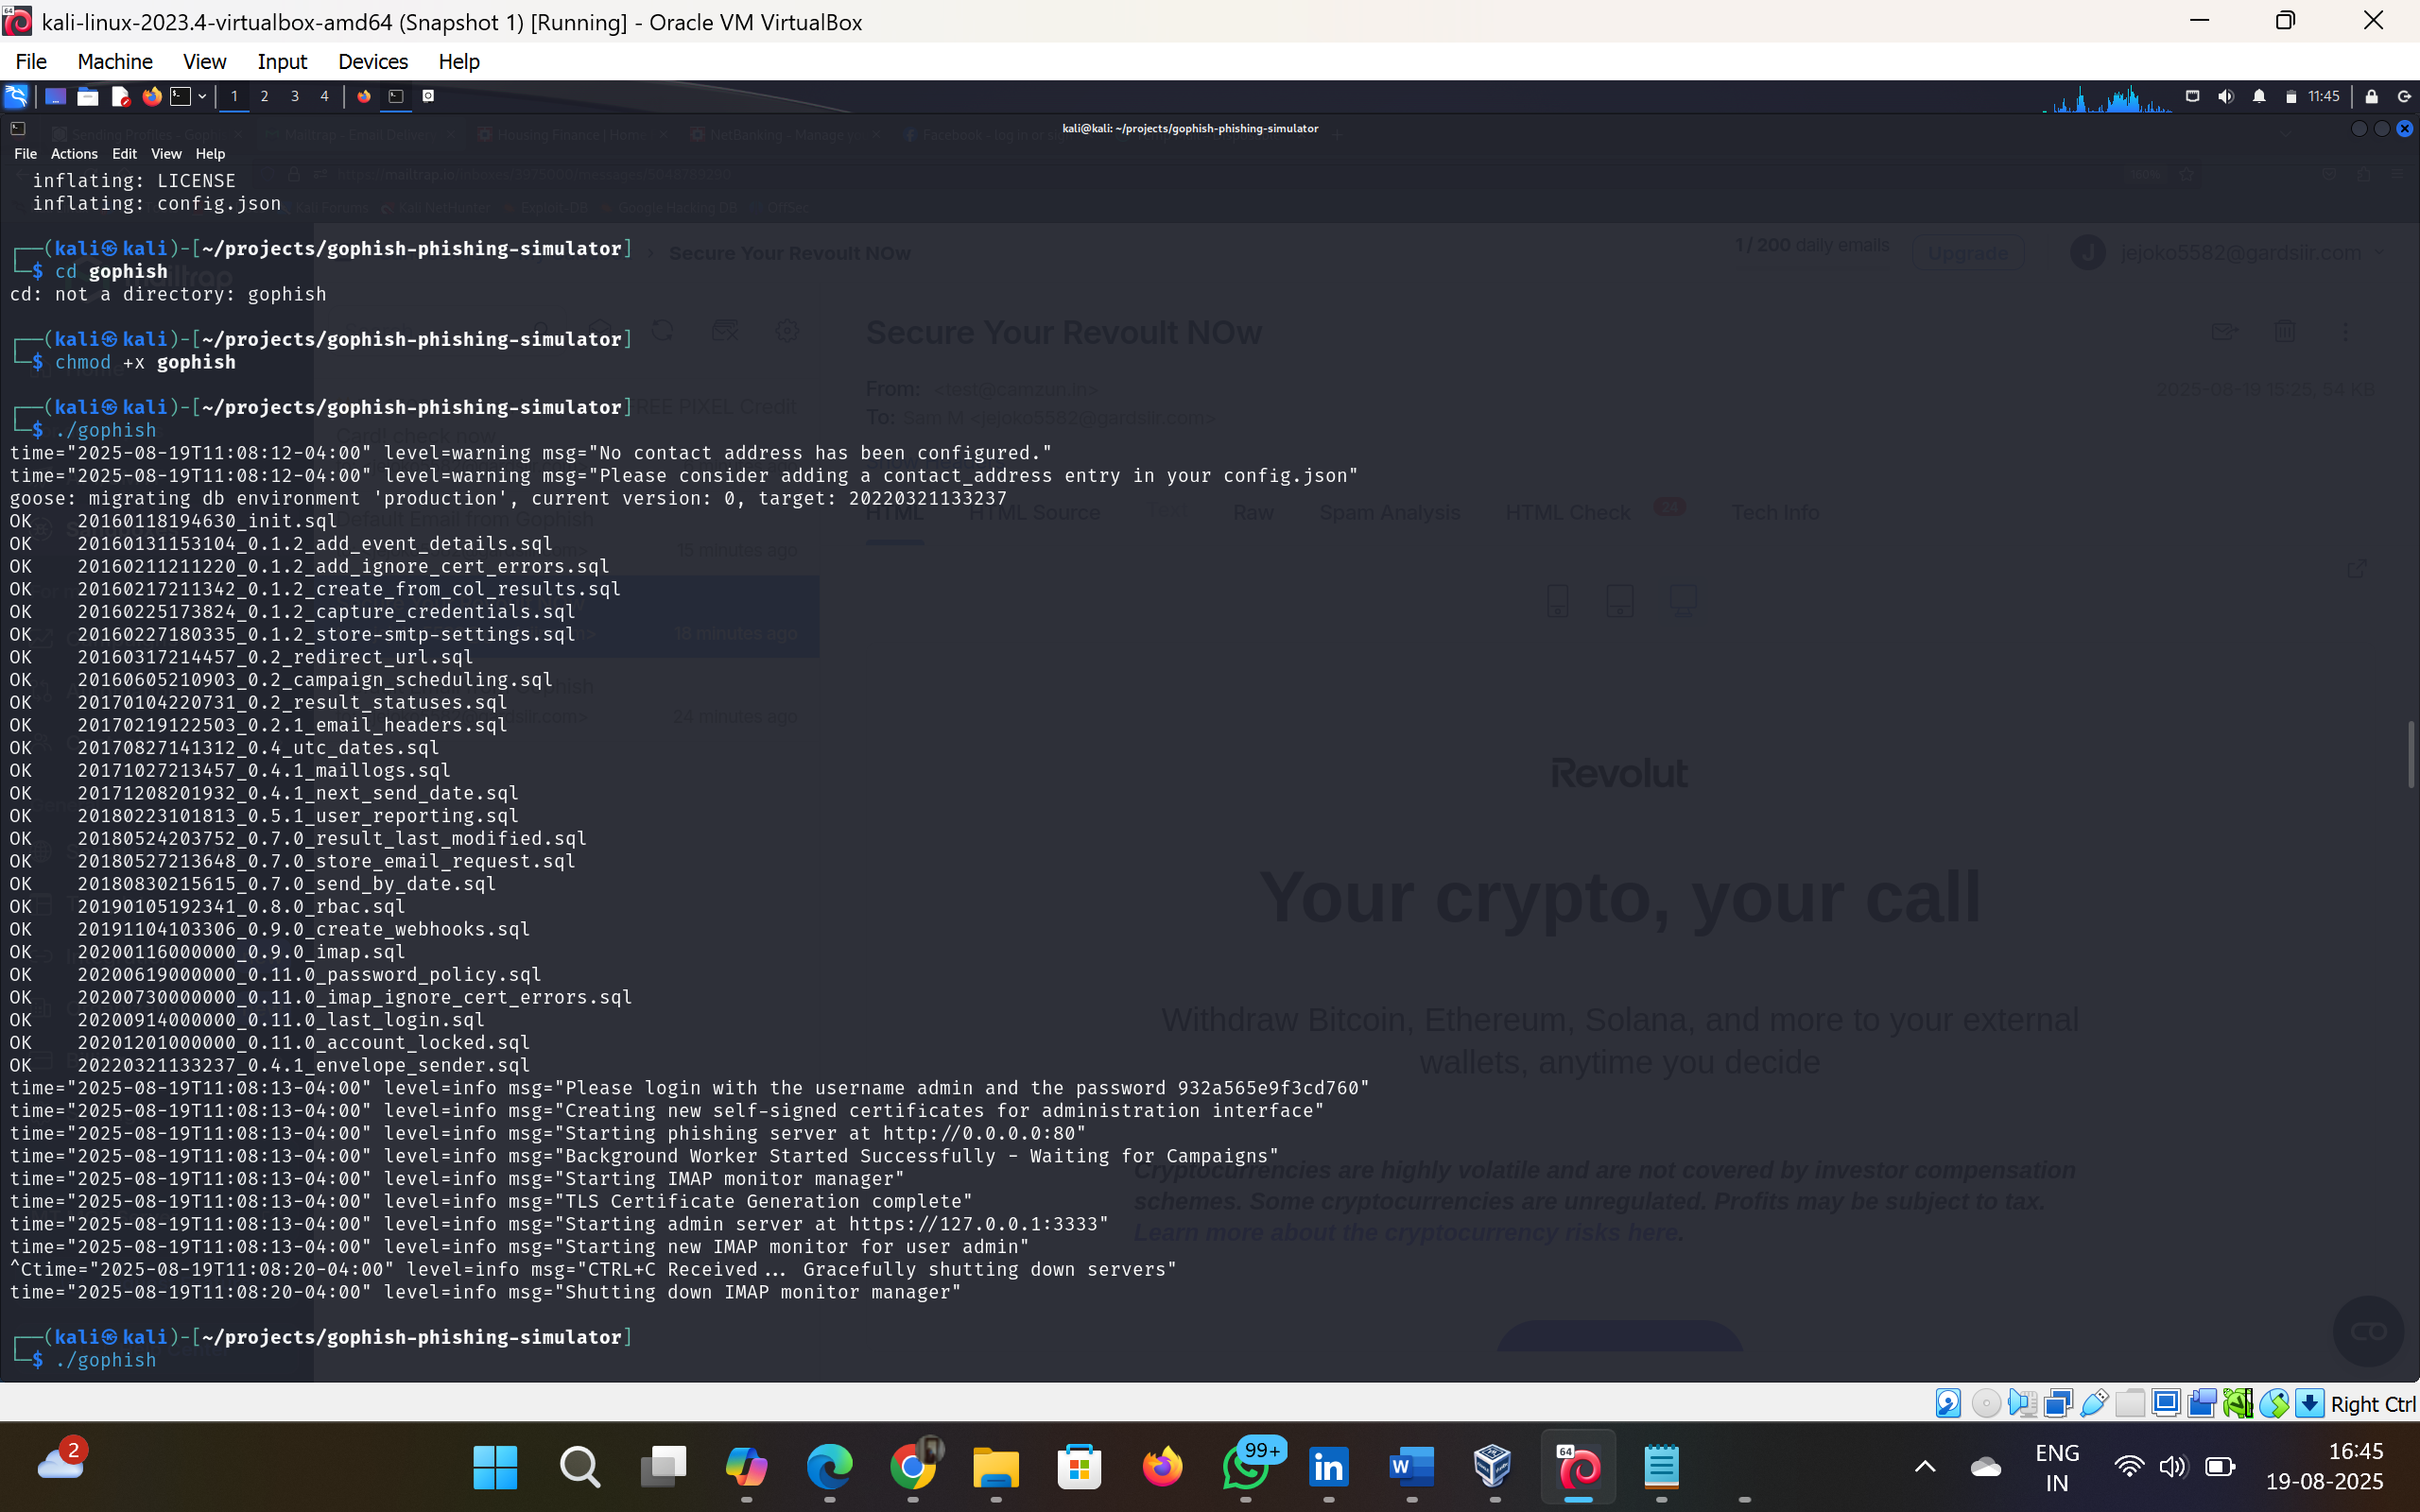 kali-linux-2023.4-virtualbox-amd64 (Snapshot 1) [Running] - Oracle VM VirtualBox
File Machine View Input Devices Help
1 2 3 4
11:45
kali@kali: ~/projects/gophish-phishing-simulator
File Actions Edit View Help
inflating: LICENSE
inflating: config.json
┌──(kali㉿kali)-[~/projects/gophish-phishing-simulator]
└─$ cd gophish
cd: not a directory: gophish
┌──(kali㉿kali)-[~/projects/gophish-phishing-simulator]
└─$ chmod +x gophish
┌──(kali㉿kali)-[~/projects/gophish-phishing-simulator]
└─$ ./gophish
time="2025-08-19T11:08:12-04:00" level=warning msg="No contact address has been configured."
time="2025-08-19T11:08:12-04:00" level=warning msg="Please consider adding a contact_address entry in your config.json"
goose: migrating db environment 'production', current version: 0, target: 20220321133237
OK    20160118194630_init.sql
OK    20160131153104_0.1.2_add_event_details.sql
OK    20160211211220_0.1.2_add_ignore_cert_errors.sql
OK    20160217211342_0.1.2_create_from_col_results.sql
OK    20160225173824_0.1.2_capture_credentials.sql
OK    20160227180335_0.1.2_store-smtp-settings.sql
OK    20160317214457_0.2_redirect_url.sql
OK    20160605210903_0.2_campaign_scheduling.sql
OK    20170104220731_0.2_result_statuses.sql
OK    20170219122503_0.2.1_email_headers.sql
OK    20170827141312_0.4_utc_dates.sql
OK    20171027213457_0.4.1_maillogs.sql
OK    20171208201932_0.4.1_next_send_date.sql
OK    20180223101813_0.5.1_user_reporting.sql
OK    20180524203752_0.7.0_result_last_modified.sql
OK    20180527213648_0.7.0_store_email_request.sql
OK    20180830215615_0.7.0_send_by_date.sql
OK    20190105192341_0.8.0_rbac.sql
OK    20191104103306_0.9.0_create_webhooks.sql
OK    20200116000000_0.9.0_imap.sql
OK    20200619000000_0.11.0_password_policy.sql
OK    20200730000000_0.11.0_imap_ignore_cert_errors.sql
OK    20200914000000_0.11.0_last_login.sql
OK    20201201000000_0.11.0_account_locked.sql
OK    20220321133237_0.4.1_envelope_sender.sql
time="2025-08-19T11:08:13-04:00" level=info msg="Please login with the username admin and the password 932a565e9f3cd760"
time="2025-08-19T11:08:13-04:00" level=info msg="Creating new self-signed certificates for administration interface"
time="2025-08-19T11:08:13-04:00" level=info msg="Starting phishing server at http://0.0.0.0:80"
time="2025-08-19T11:08:13-04:00" level=info msg="Background Worker Started Successfully - Waiting for Campaigns"
time="2025-08-19T11:08:13-04:00" level=info msg="Starting IMAP monitor manager"
time="2025-08-19T11:08:13-04:00" level=info msg="TLS Certificate Generation complete"
time="2025-08-19T11:08:13-04:00" level=info msg="Starting admin server at https://127.0.0.1:3333"
time="2025-08-19T11:08:13-04:00" level=info msg="Starting new IMAP monitor for user admin"
^Ctime="2025-08-19T11:08:20-04:00" level=info msg="CTRL+C Received... Gracefully shutting down servers"
time="2025-08-19T11:08:20-04:00" level=info msg="Shutting down IMAP monitor manager"
┌──(kali㉿kali)-[~/projects/gophish-phishing-simulator]
└─$ ./gophish
Secure Your Revoult NOw
1 / 200 daily emails
Upgrade
J
jejoko5582@gardsiir.com
Secure Your Revoult NOw
From: <test@camzun.in>
2025-08-19 15:25, 54 KB
To: Sam M <jejoko5582@gardsiir.com>
HTML HTML Source Raw Spam Analysis HTML Check 24 Tech Info
15 minutes ago
18 minutes ago
24 minutes ago
Revolut
Your crypto, your call
Withdraw Bitcoin, Ethereum, Solana, and more to your external
wallets, anytime you decide
Cryptocurrencies are highly volatile and are not covered by investor compensation
schemes. Some cryptocurrencies are unregulated. Profits may be subject to tax.
Learn more about the cryptocurrency risks here.
Right Ctrl
2
99+
64
ENG
IN
16:45
19-08-2025